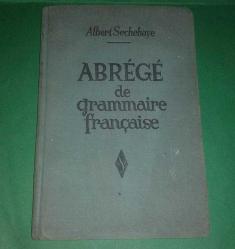 Albert Sechehaye
ABRÉGÉ
de
grammaire
française